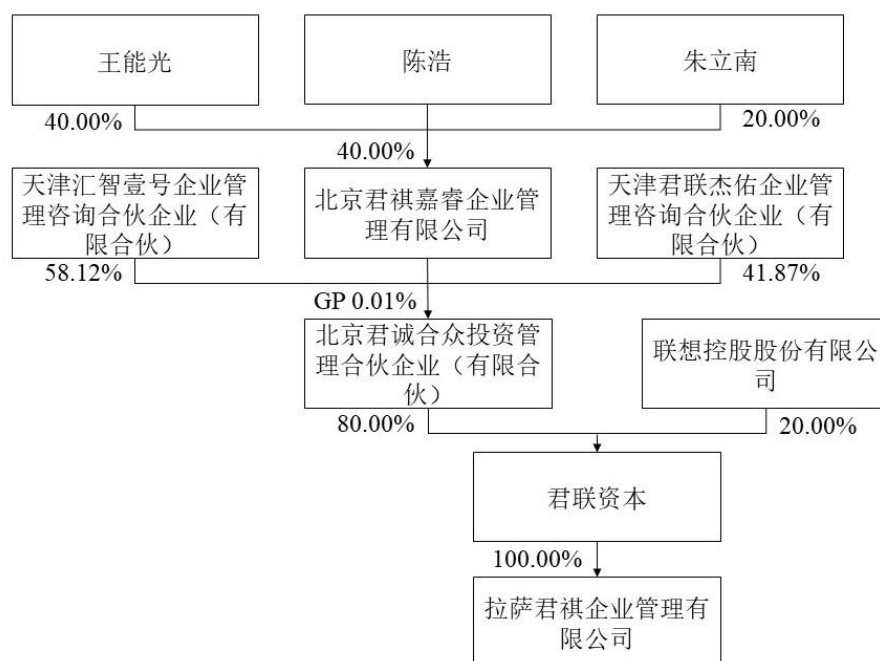 王能光
陈浩
朱立南
40.00%
40.00%
20.00%
天津汇智壹号企业管
理咨询合伙企业（有
限合伙）
北京君祺嘉睿企业管
理有限公司
天津君联杰佑企业管
理咨询合伙企业（有
限合伙）
58.12%
GP 0.01%
41.87%
北京君诚合众投资管
理合伙企业（有限合
伙）
联想控股股份有限公
司
80.00%
20.00%
君联资本
100.00%
拉萨君祺企业管理有
限公司